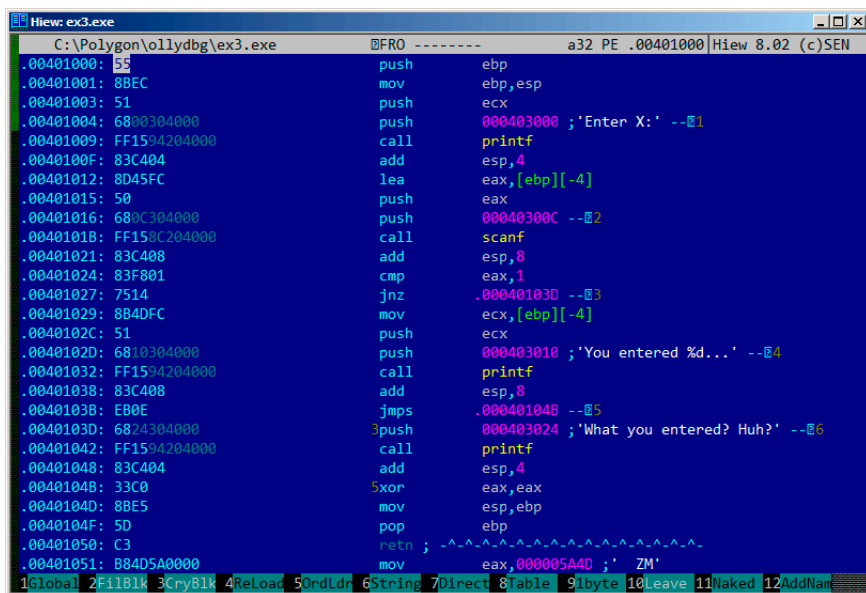 Hiew: ex3.exe
C:\Polygon\ollydbg\ex3.exe FRO -------- a32 PE .00401000|Hiew 8.02 (c)SEN
.00401000: 55 push ebp
.00401001: 8BEC mov ebp,esp
.00401003: 51 push ecx
.00401004: 6800304000 push 000403000 ;'Enter X:' --1
.00401009: FF1594204000 call printf
.0040100F: 83C404 add esp,4
.00401012: 8D45FC lea eax,[ebp][-4]
.00401015: 50 push eax
.00401016: 680C304000 push 00040300C --2
.0040101B: FF158C204000 call scanf
.00401021: 83C408 add esp,8
.00401024: 83F801 cmp eax,1
.00401027: 7514 jnz .00040103D --3
.00401029: 8B4DFC mov ecx,[ebp][-4]
.0040102C: 51 push ecx
.0040102D: 6810304000 push 000403010 ;'You entered %d...' --4
.00401032: FF1594204000 call printf
.00401038: 83C408 add esp,8
.0040103B: EB0E jmps .00040104B --5
.0040103D: 6824304000 3push 000403024 ;'What you entered? Huh?' --6
.00401042: FF1594204000 call printf
.00401048: 83C404 add esp,4
.0040104B: 33C0 5xor eax,eax
.0040104D: 8BE5 mov esp,ebp
.0040104F: 5D pop ebp
.00401050: C3 retn ; -^-^-^-^-^-^-^-^-^-^-^-^-^-^-^-^-^-
.00401051: B84D5A0000 mov eax,000005A4D ;' ZM'
1Global 2FilBlk 3CryBlk 4ReLoad 5OrdLdr 6String 7Direct 8Table 91byte 10Leave 11Naked 12AddNam